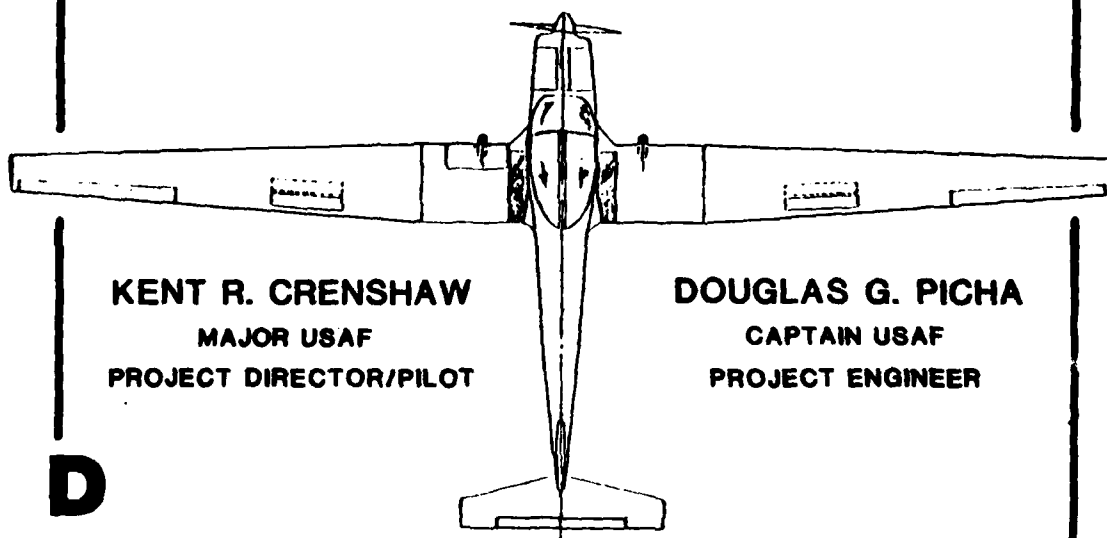 KENT R. CRENSHAW
MAJOR USAF
PROJECT DIRECTOR/PILOT
DOUGLAS G. PICHA
CAPTAIN USAF
PROJECT ENGINEER
D